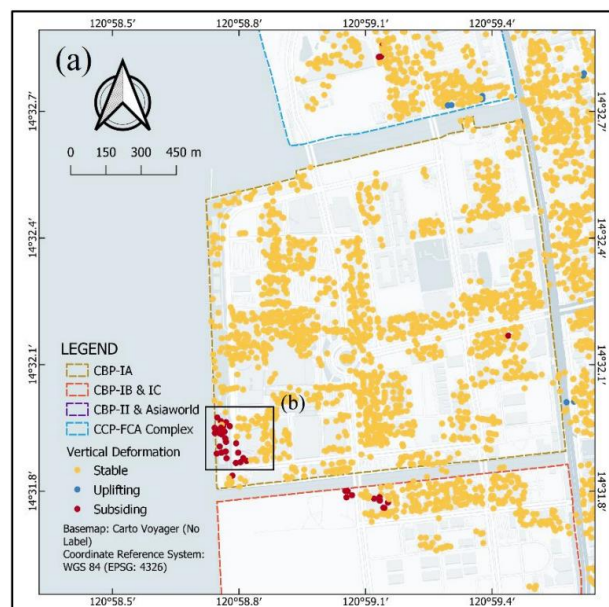 120°58.5' 120°58.8' 120°59.1' 120°59.4'
(a)
0 150 300 450 m
14°32.7' 14°32.7'
14°32.4' 14°32.4'
14°32.1' 14°32.1'
14°31.8' 14°31.8'
LEGEND
CBP-IA
CBP-IB & IC
CBP-II & Asiaworld
CCP-FCA Complex
Vertical Deformation
Stable
Uplifting
Subsiding
Basemap: Carto Voyager (No
Label)
Coordinate Reference System:
WGS 84 (EPSG: 4326)
(b)
120°58.5' 120°58.8' 120°59.1' 120°59.4'